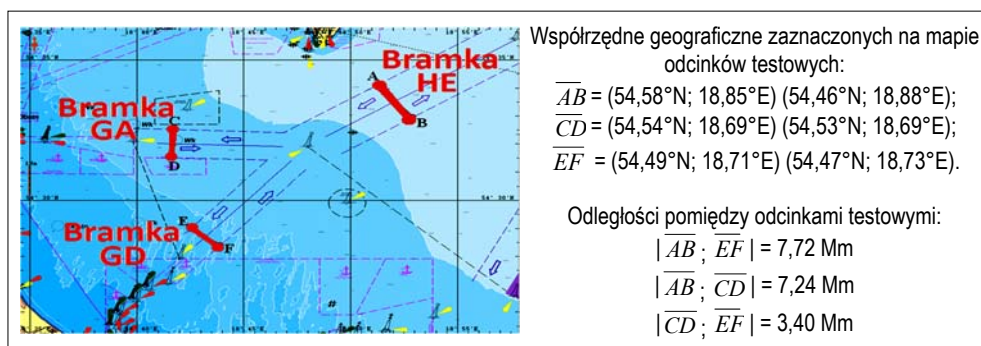 Bramka
HE
A
B
Bramka
GA
C
D
54 30 N
E
F
Bramka
GD
Współrzędne geograficzne zaznaczonych na mapie
odcinków testowych:
AB = (54,58°N; 18,85°E) (54,46°N; 18,88°E);
CD = (54,54°N; 18,69°E) (54,53°N; 18,69°E);
EF = (54,49°N; 18,71°E) (54,47°N; 18,73°E).
Odległości pomiędzy odcinkami testowymi:
| AB ; EF | = 7,72 Mm
| AB ; CD | = 7,24 Mm
| CD ; EF | = 3,40 Mm